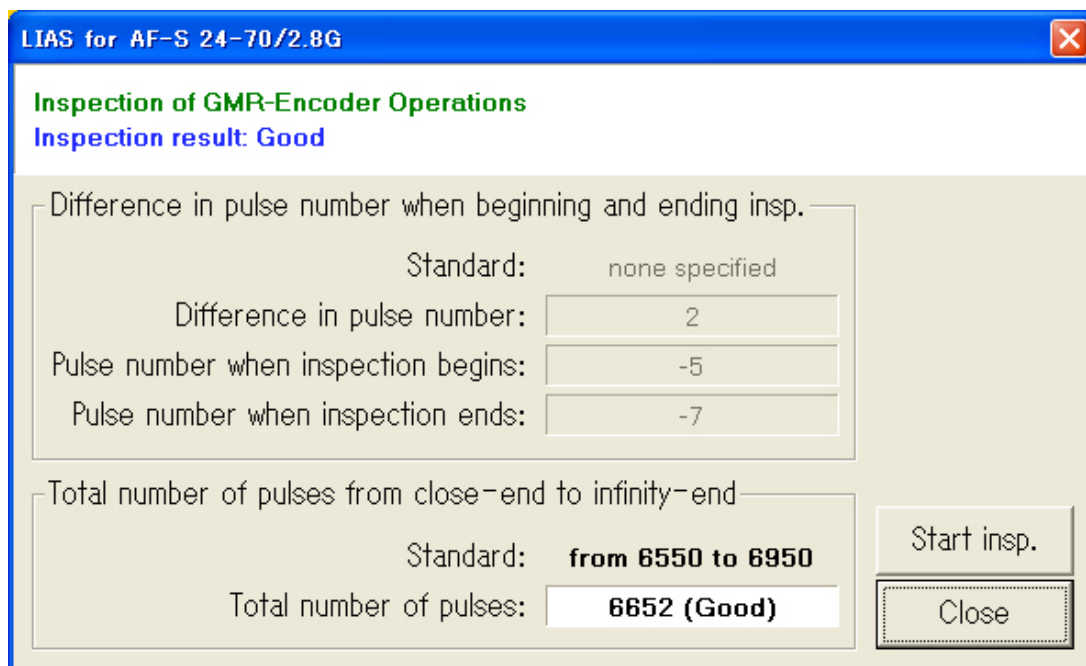 LIAS for AF-S 24-70/2.8G
Inspection of GMR-Encoder Operations
Inspection result: Good
Difference in pulse number when beginning and ending insp.
Standard: none specified
Difference in pulse number: 2
Pulse number when inspection begins: -5
Pulse number when inspection ends: -7
Total number of pulses from close-end to infinity-end
Standard: from 6550 to 6950
Total number of pulses: 6652 (Good)
Start insp.
Close